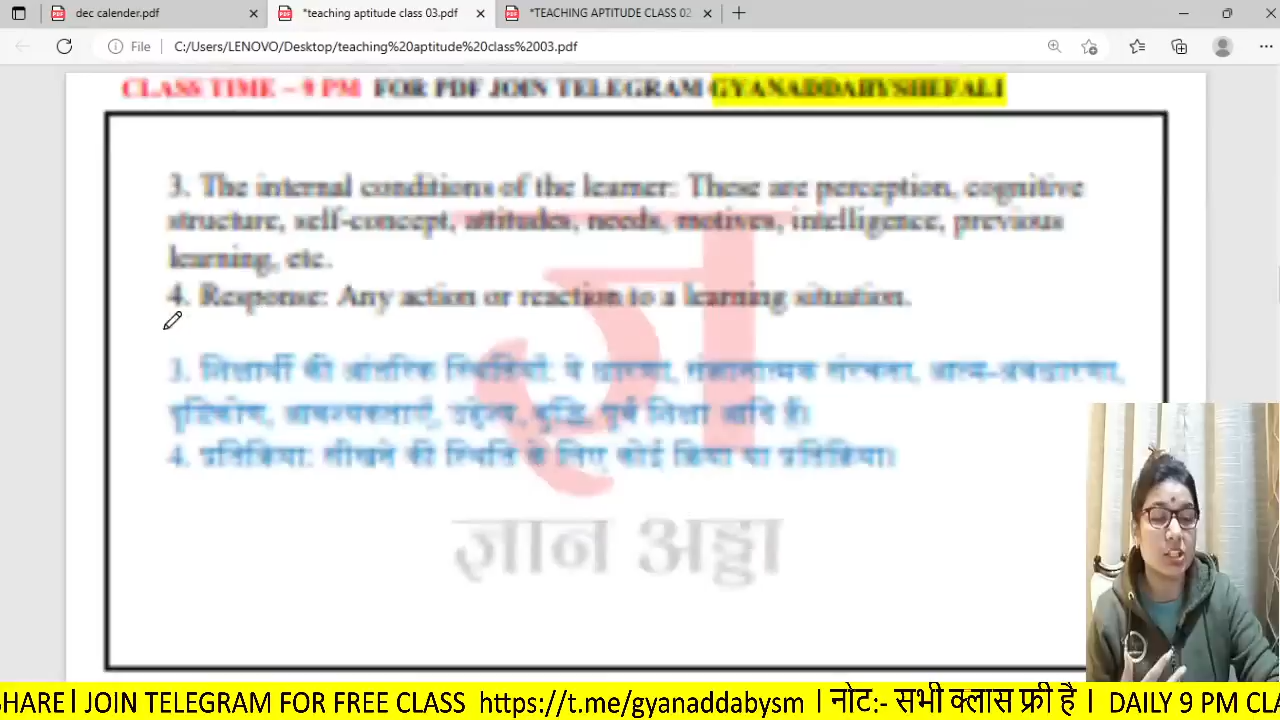 dec calender.pdf
*teaching aptitude class 03.pdf
*TEACHING APTITUDE CLASS 02
File
C:/Users/LENOVO/Desktop/teaching%20aptitude%20class%2003.pdf
CLASS TIME – 9 PM FOR PDF JOIN TELEGRAM GYANADDABYSHEFALI
3. The internal conditions of the learner: These are perception, cognitive
structure, self-concept, attitudes, needs, motives, intelligence, previous
learning, etc.
4. Response: Any action or reaction to a learning situation.
3. शिक्षार्थी की आंतरिक स्थितियाँ: ये धारणा, संज्ञानात्मक संरचना, आत्म-अवधारणा,
दृष्टिकोण, आवश्यकताएँ, उद्देश्य, बुद्धि, पूर्व शिक्षा आदि हैं।
4. प्रतिक्रिया: सीखने की स्थिति के लिए कोई क्रिया या प्रतिक्रिया।
ज्ञान अड्डा
SHARE। JOIN TELEGRAM FOR FREE CLASS https://t.me/gyanaddabysm । नोट:- सभी क्लास फ्री है । DAILY 9 PM CLA